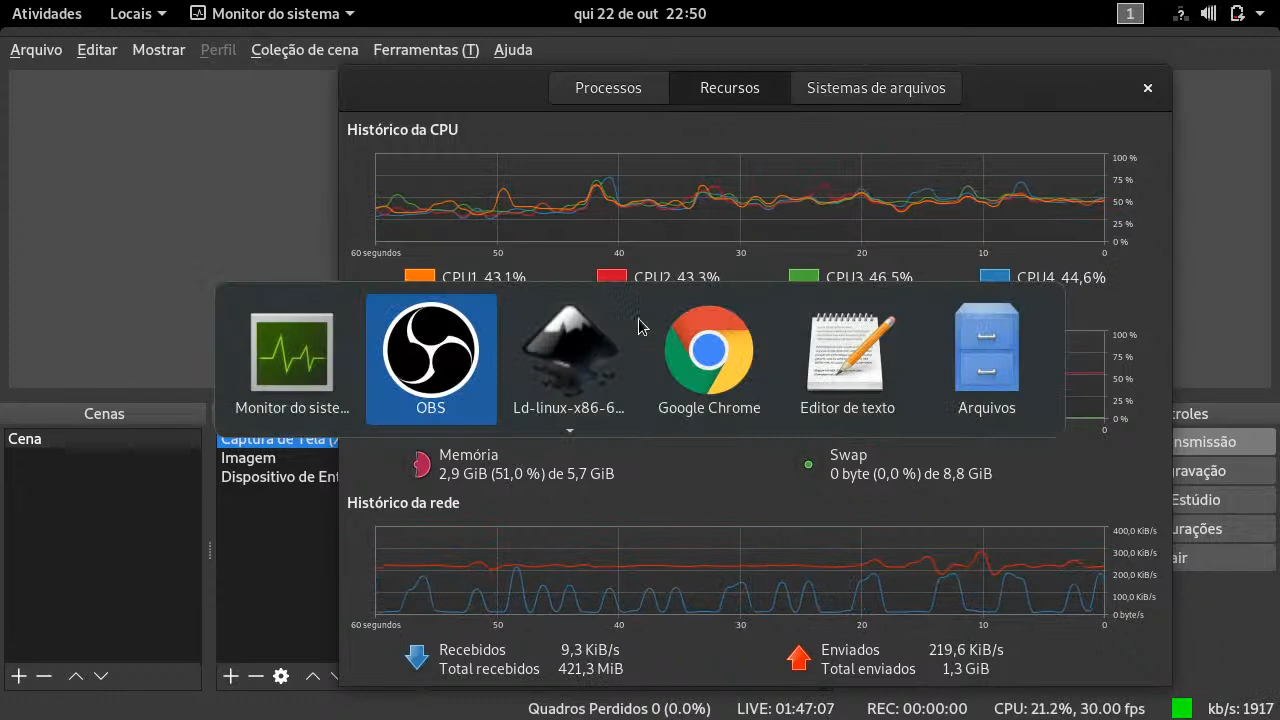 Atividades Locais Monitor do sistema qui 22 de out 22:50 1
Arquivo Editar Mostrar Perfil Coleção de cena Ferramentas (T) Ajuda
Processos Recursos Sistemas de arquivos
Histórico da CPU
100 %
75 %
50 %
25 %
0 %
60 segundos 50 40 30 20 10 0
CPU1 43,1% CPU2 43,3% CPU3 46,5% CPU4 44,6%
100 %
75 %
50 %
25 %
0 %
0
Monitor do siste... OBS Ld-linux-x86-6... Google Chrome Editor de texto Arquivos
Cenas
Cena
Captura de Tela (
Imagem
Dispositivo de Ent
roles
nsmissão
ravação
Estúdio
urações
air
Memória
2,9 GiB (51,0 %) de 5,7 GiB
Swap
0 byte (0,0 %) de 8,8 GiB
Histórico da rede
400,0 KiB/s
300,0 KiB/s
200,0 KiB/s
100,0 KiB/s
0 byte/s
60 segundos 50 40 30 20 10 0
Recebidos 9,3 KiB/s
Total recebidos 421,3 MiB
Enviados 219,6 KiB/s
Total enviados 1,3 GiB
Quadros Perdidos 0 (0.0%) LIVE: 01:47:07 REC: 00:00:00 CPU: 21.2%, 30.00 fps kb/s: 1917